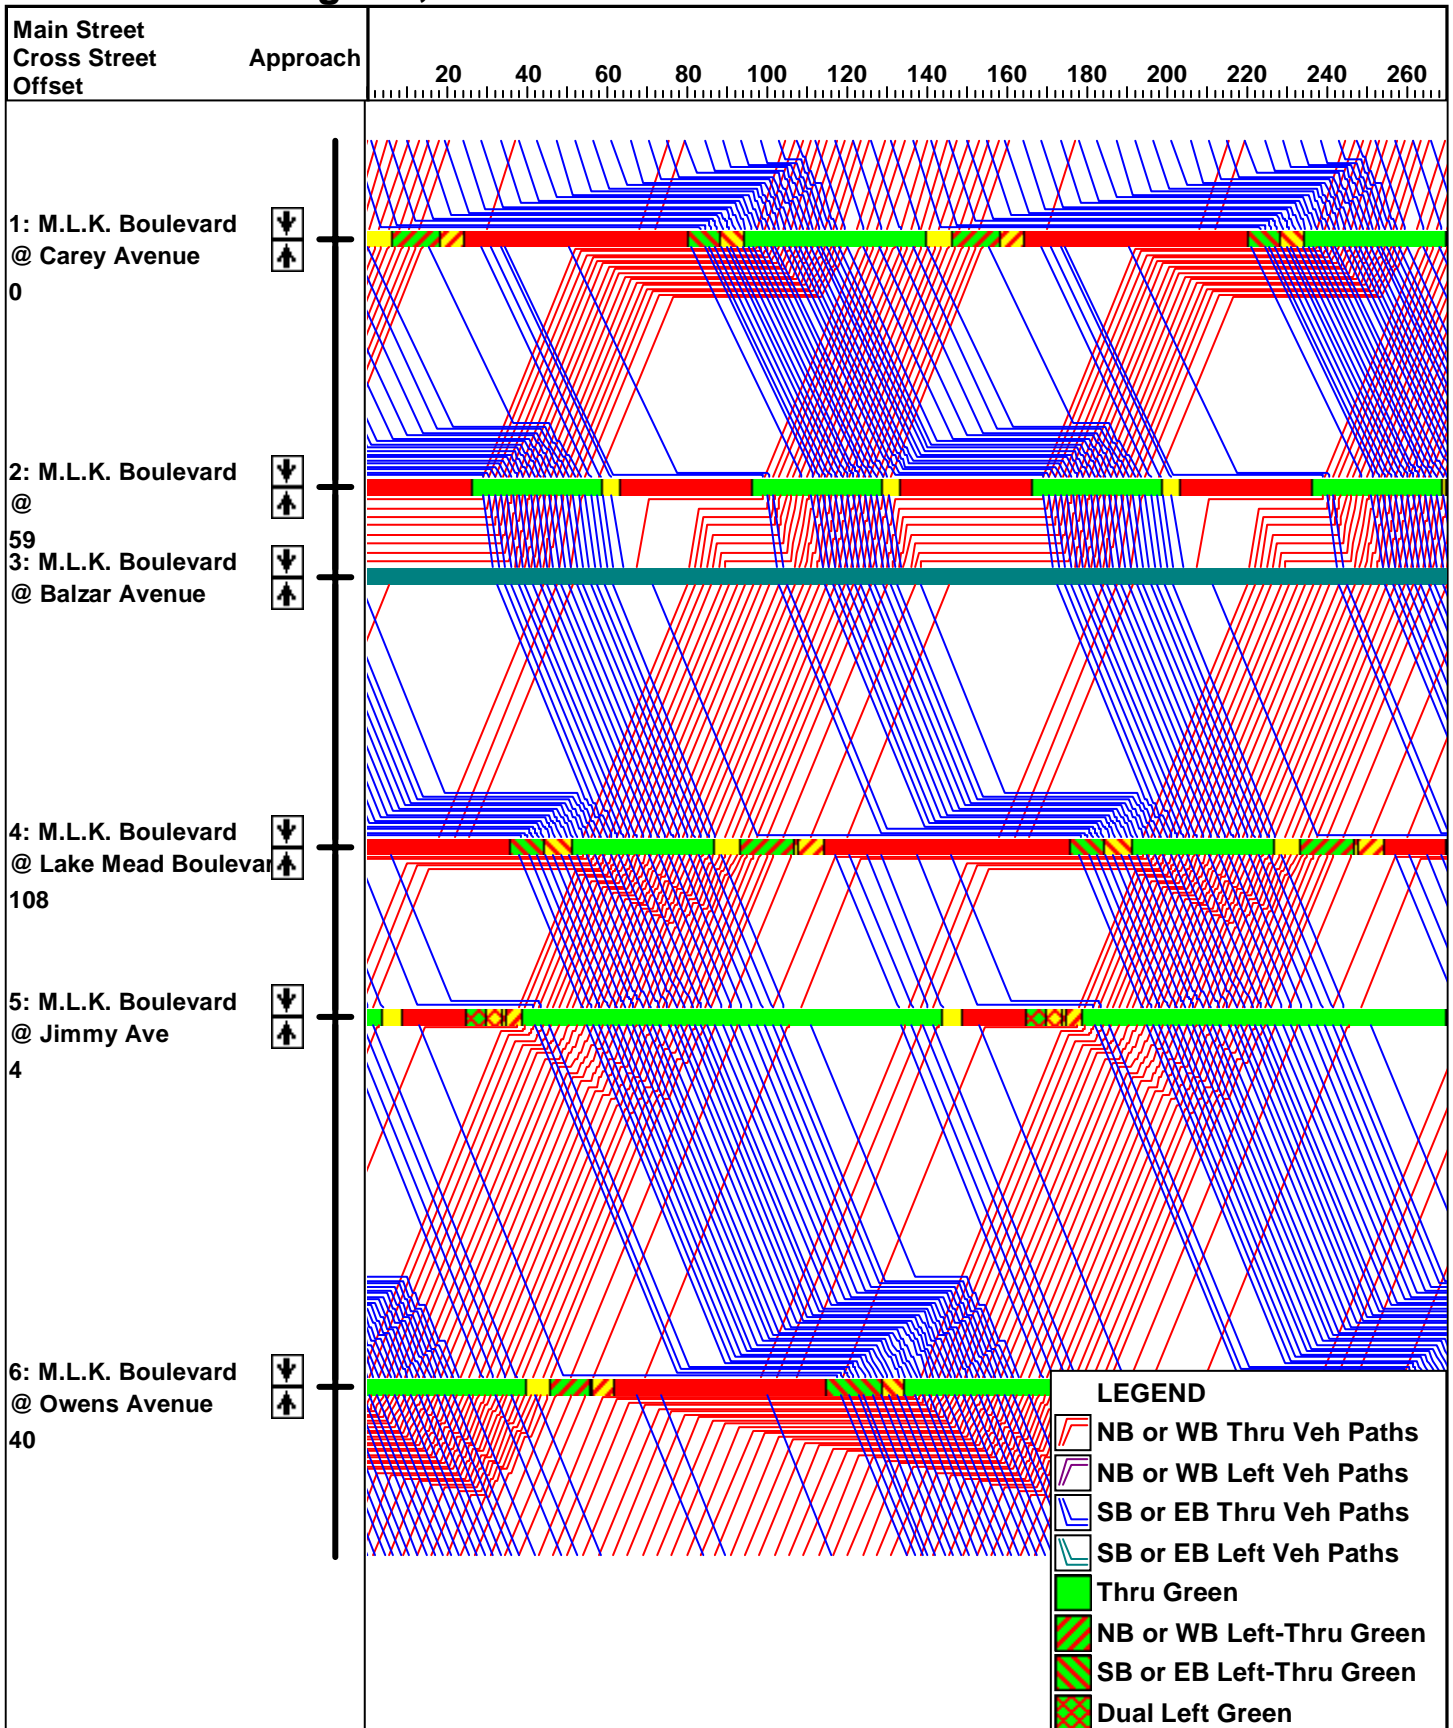 Main Street
Cross Street Approach
Offset
20 40 60 80 100 120 140 160 180 200 220 240 260
1: M.L.K. Boulevard
@ Carey Avenue
0
2: M.L.K. Boulevard
@
59
3: M.L.K. Boulevard
@ Balzar Avenue
4: M.L.K. Boulevard
@ Lake Mead Boulevar
108
5: M.L.K. Boulevard
@ Jimmy Ave
4
6: M.L.K. Boulevard
@ Owens Avenue
40
LEGEND
NB or WB Thru Veh Paths
NB or WB Left Veh Paths
SB or EB Thru Veh Paths
SB or EB Left Veh Paths
Thru Green
NB or WB Left-Thru Green
SB or EB Left-Thru Green
Dual Left Green